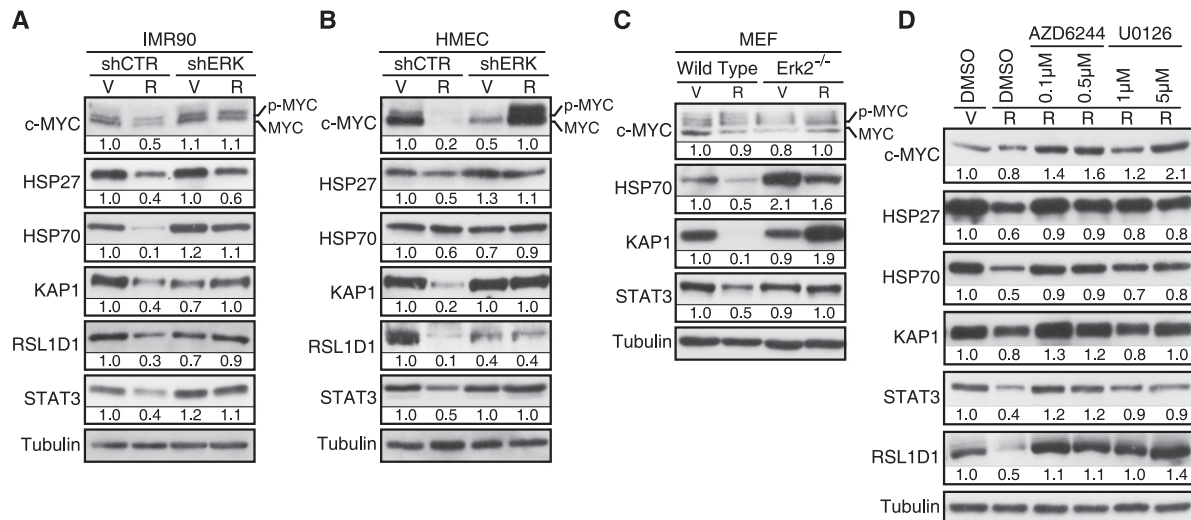 A
IMR90
shCTR shERK
V R V R
c-MYC
p-MYC
MYC
1.0 0.5 1.1 1.1
HSP27
1.0 0.4 1.0 0.6
HSP70
1.0 0.1 1.2 1.1
KAP1
1.0 0.4 0.7 1.0
RSL1D1
1.0 0.3 0.7 0.9
STAT3
1.0 0.4 1.2 1.1
Tubulin
B
HMEC
shCTR shERK
V R V R
c-MYC
p-MYC
MYC
1.0 0.2 0.5 1.0
HSP27
1.0 0.5 1.3 1.1
HSP70
1.0 0.6 0.7 0.9
KAP1
1.0 0.2 1.0 1.0
RSL1D1
1.0 0.1 0.4 0.4
STAT3
1.0 0.5 1.0 1.0
Tubulin
C
MEF
Wild Type Erk2-/-
V R V R
c-MYC
p-MYC
MYC
1.0 0.9 0.8 1.0
HSP70
1.0 0.5 2.1 1.6
KAP1
1.0 0.1 0.9 1.9
STAT3
1.0 0.5 0.9 1.0
Tubulin
D
AZD6244 U0126
DMSO DMSO 0.1µM 0.5µM 1µM 5µM
V R R R R R
c-MYC
1.0 0.8 1.4 1.6 1.2 2.1
HSP27
1.0 0.6 0.9 0.9 0.8 0.8
HSP70
1.0 0.5 0.9 0.9 0.7 0.8
KAP1
1.0 0.8 1.3 1.2 0.8 1.0
STAT3
1.0 0.4 1.2 1.2 0.9 0.9
RSL1D1
1.0 0.5 1.1 1.1 1.0 1.4
Tubulin